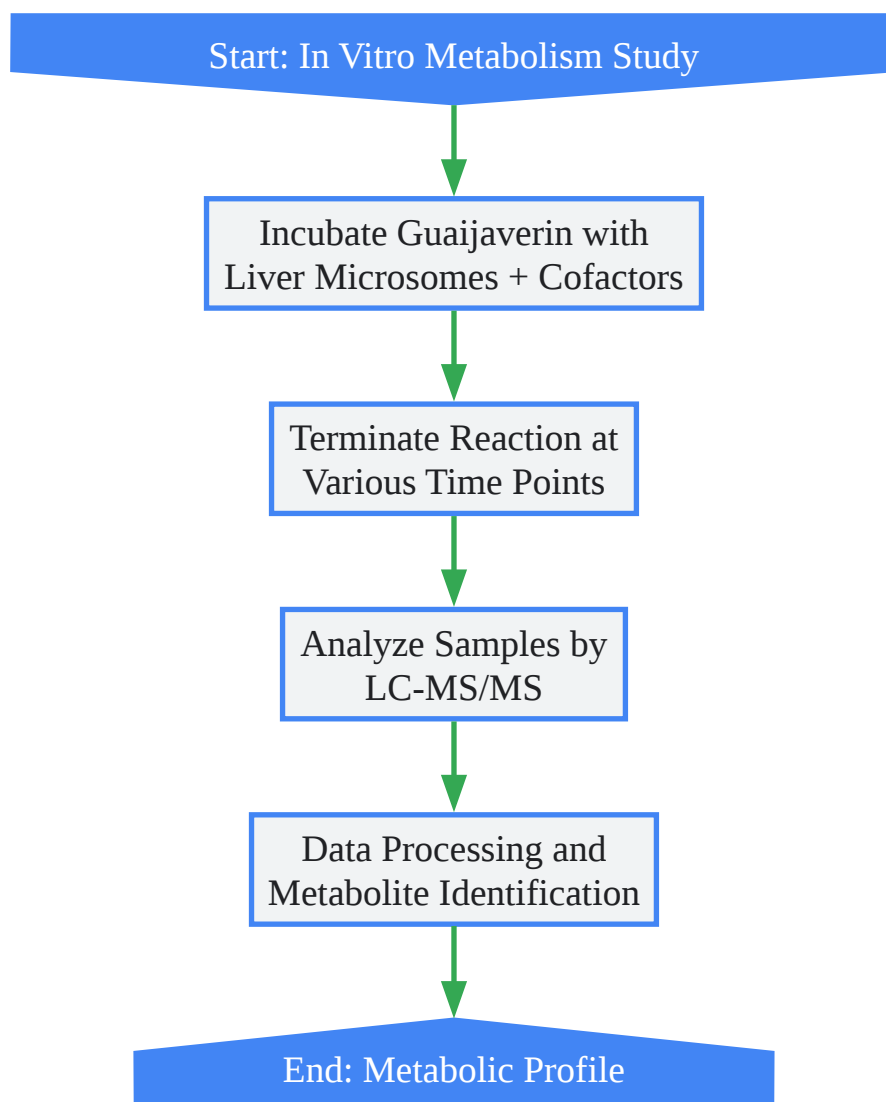 Start: In Vitro Metabolism Study
Incubate Guaijaverin with
Liver Microsomes + Cofactors
Terminate Reaction at
Various Time Points
Analyze Samples by
LC-MS/MS
Data Processing and
Metabolite Identification
End: Metabolic Profile